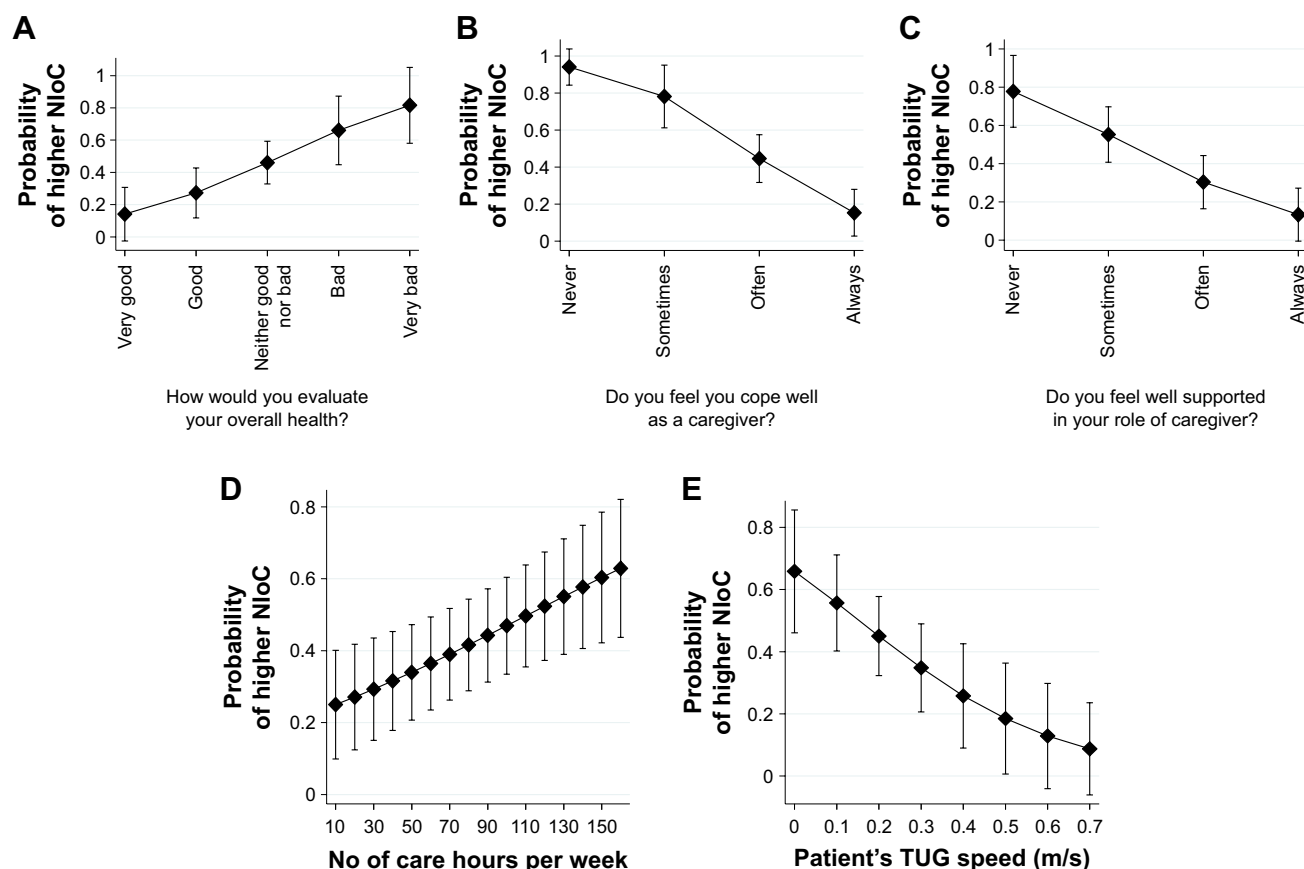 A
Probability
of higher NIoC
1
0.8
0.6
0.4
0.2
0
Very good
Good
Neither good
nor bad
Bad
Very bad
How would you evaluate
your overall health?
B
Probability
of higher NIoC
1
0.8
0.6
0.4
0.2
0
Never
Sometimes
Often
Always
Do you feel you cope well
as a caregiver?
C
Probability
of higher NIoC
1
0.8
0.6
0.4
0.2
0
Never
Sometimes
Often
Always
Do you feel well supported
in your role of caregiver?
D
Probability
of higher NIoC
0.8
0.6
0.4
0.2
0
10 30 50 70 90 110 130 150
No of care hours per week
E
Probability
of higher NIoC
0.8
0.6
0.4
0.2
0
0 0.1 0.2 0.3 0.4 0.5 0.6 0.7
Patient's TUG speed (m/s)